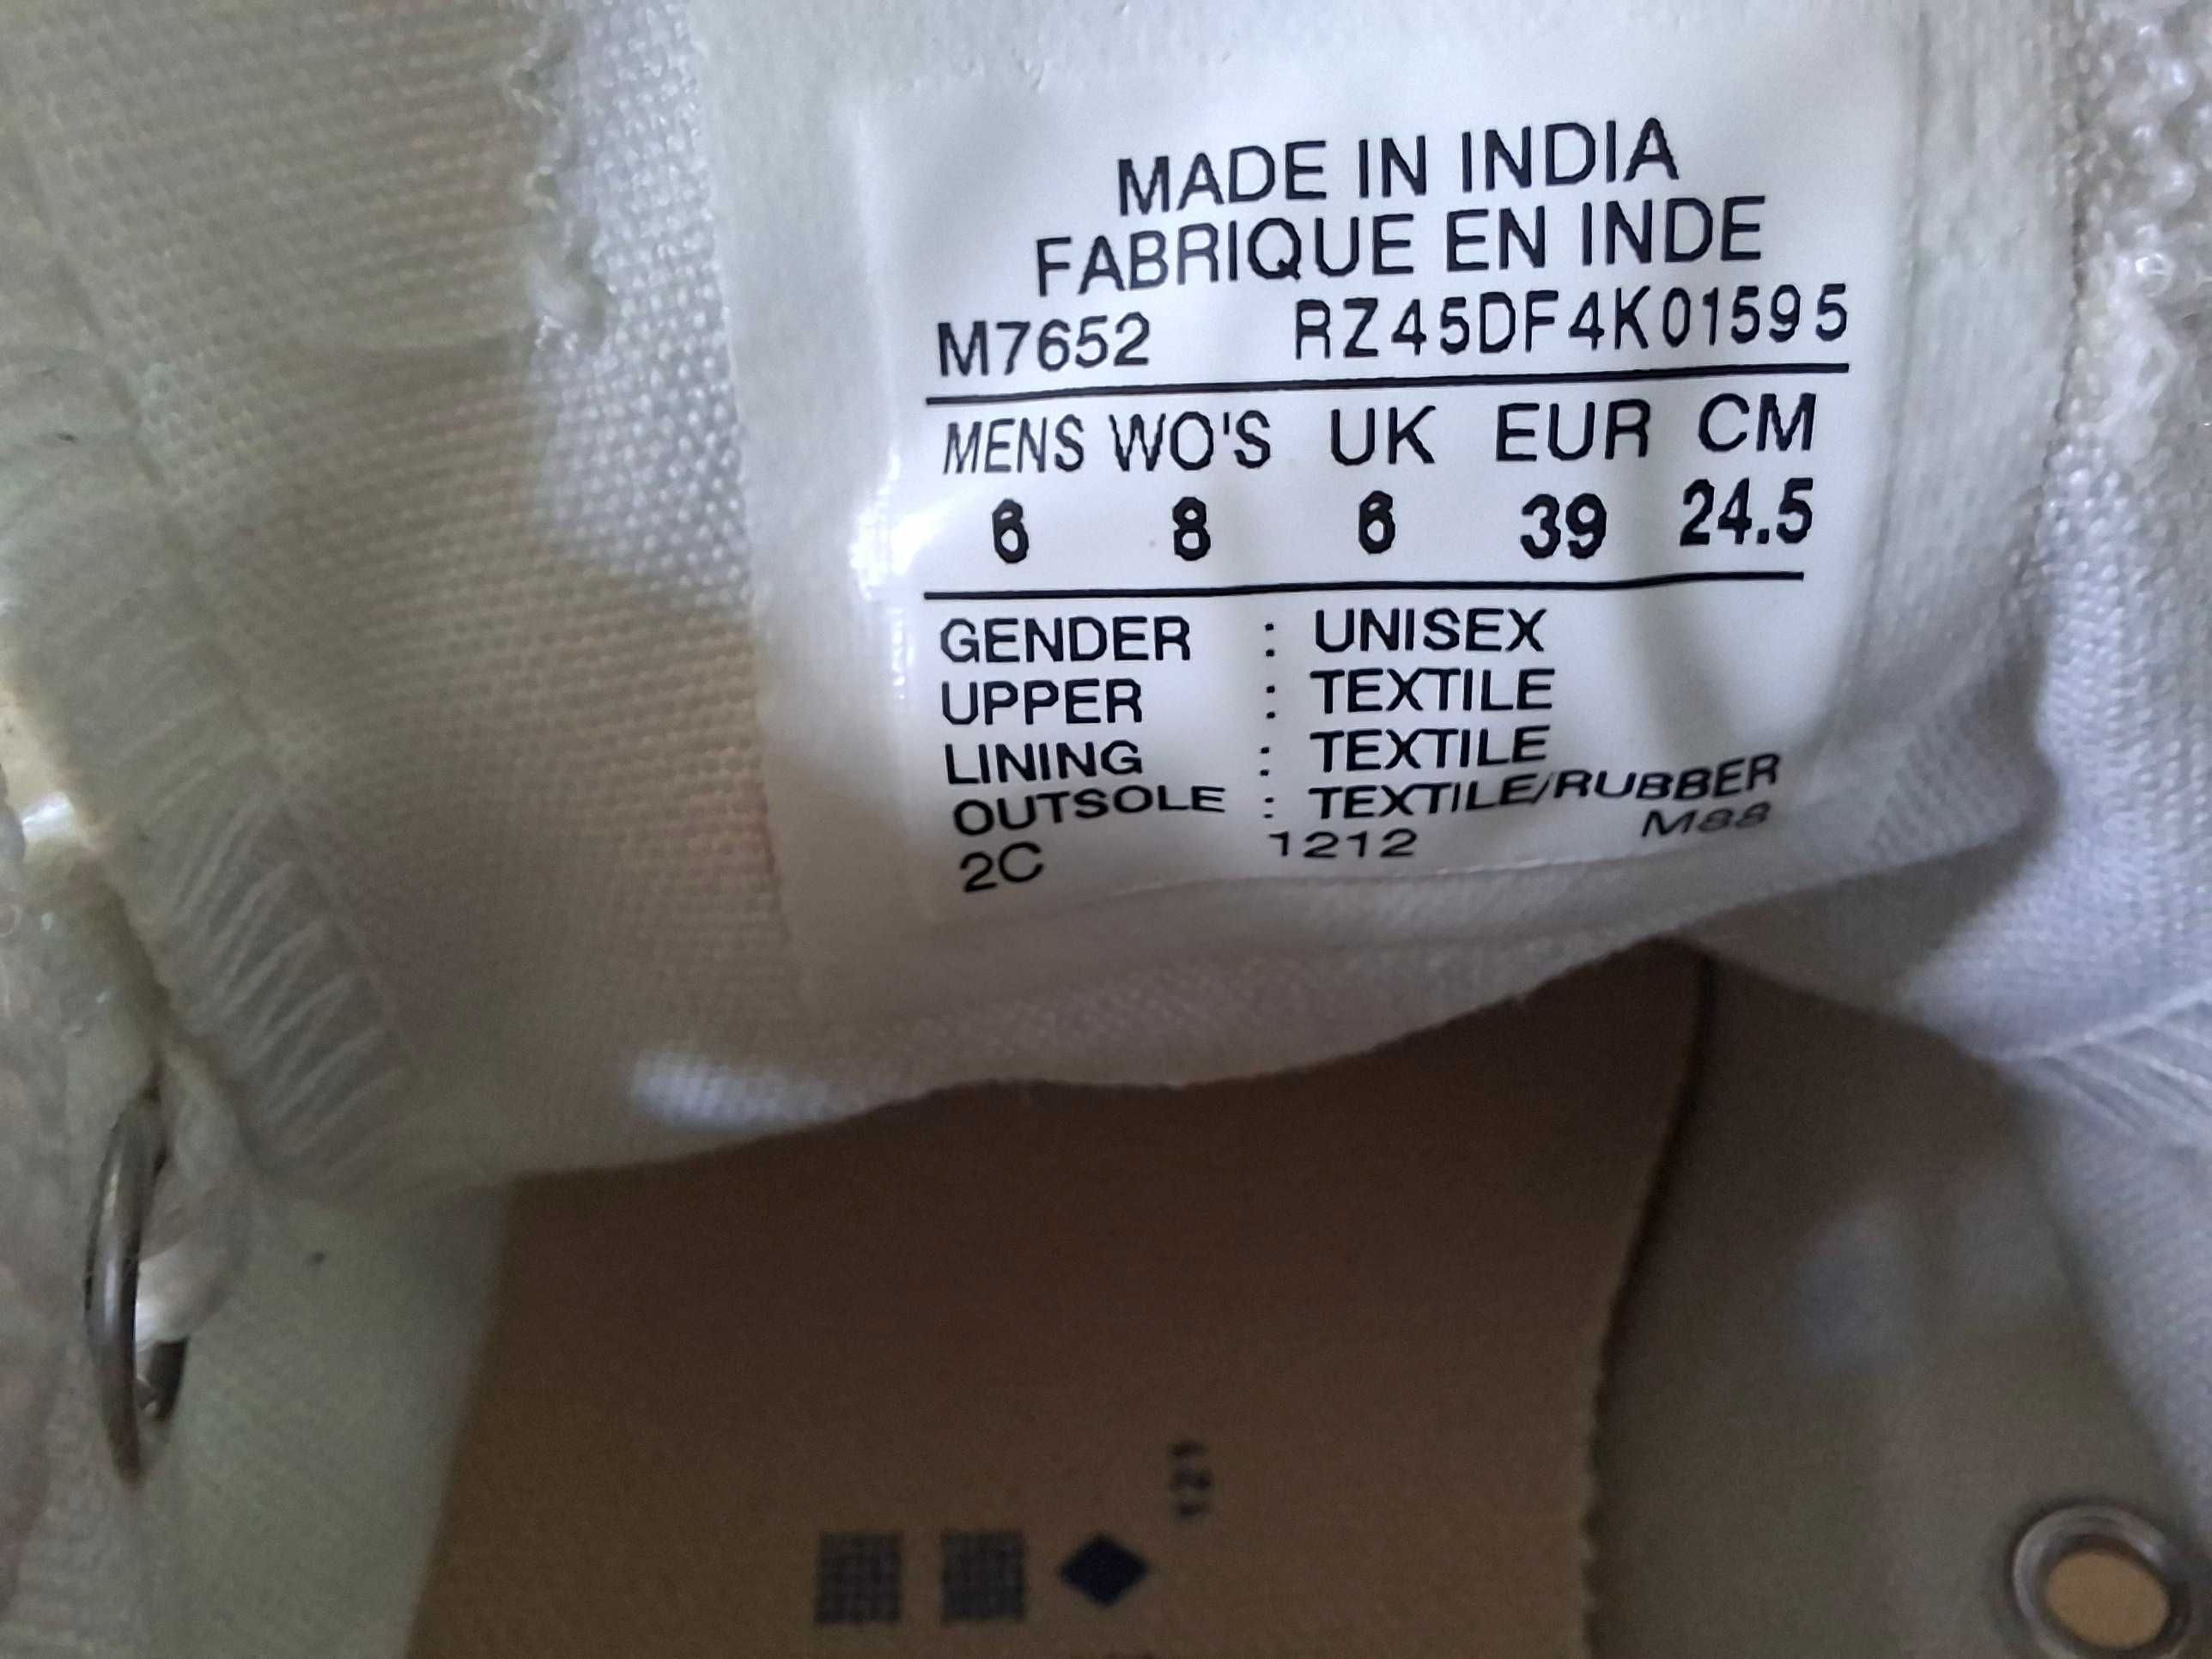 MADE IN INDIA
FABRIQUE EN INDE
M7652 RZ45DF4K01595
MENS WO'S UK EUR CM
6 8 6 39 24.5
GENDER : UNISEX
UPPER : TEXTILE
LINING : TEXTILE
OUTSOLE : TEXTILE/RUBBER
2C 1212 M88
121